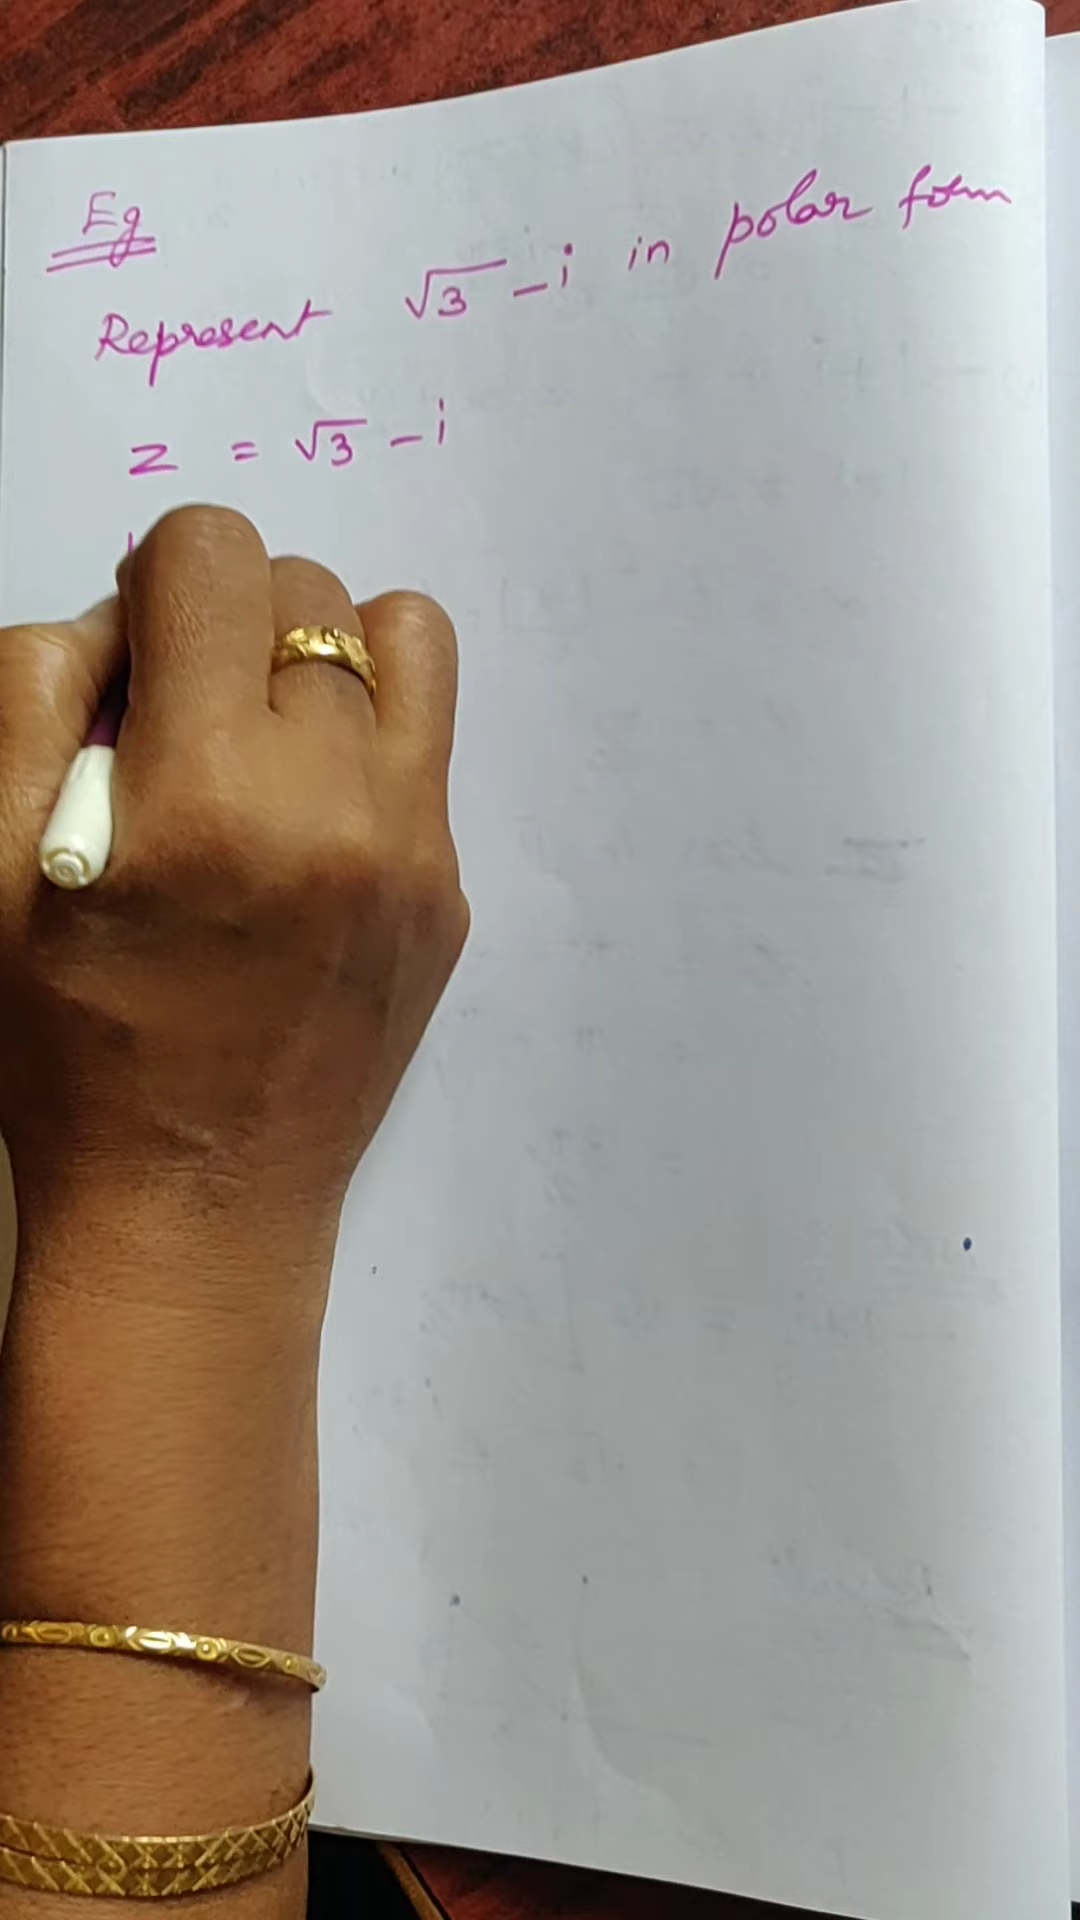 Eg
Represent √3 - i in polar form
z = √3 - i